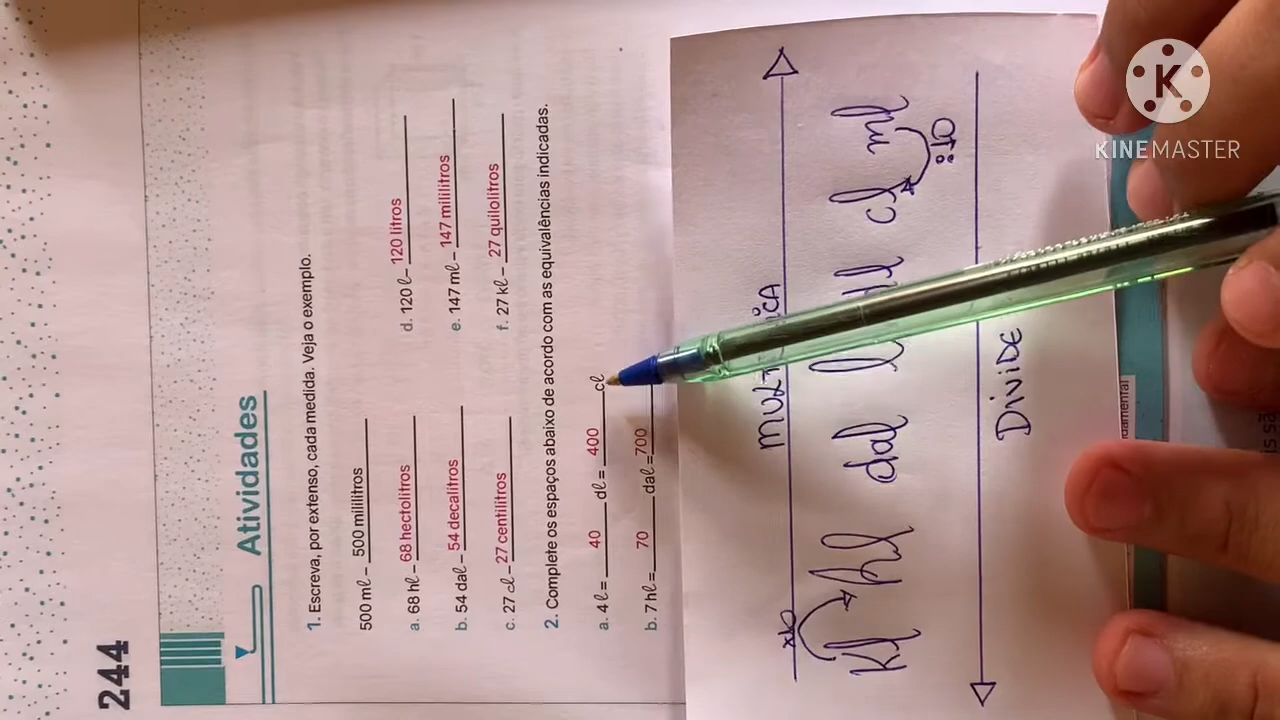 244
Atividades
1. Escreva, por extenso, cada medida. Veja o exemplo.
500 ml – 500 mililitros
a. 68 hl – 68 hectolitros
b. 54 dal – 54 decalitros
c. 27 cl – 27 centilitros
d. 120 l – 120 litros
e. 147 ml – 147 mililitros
f. 27 kl – 27 quilolitros
2. Complete os espaços abaixo de acordo com as equivalências indicadas.
a. 4 l = 40 dl = 400 cl
b. 7 hl = 70 dal = 700
x10
kl hl dal l cl ml
÷10
DiViDE
KINEMASTER